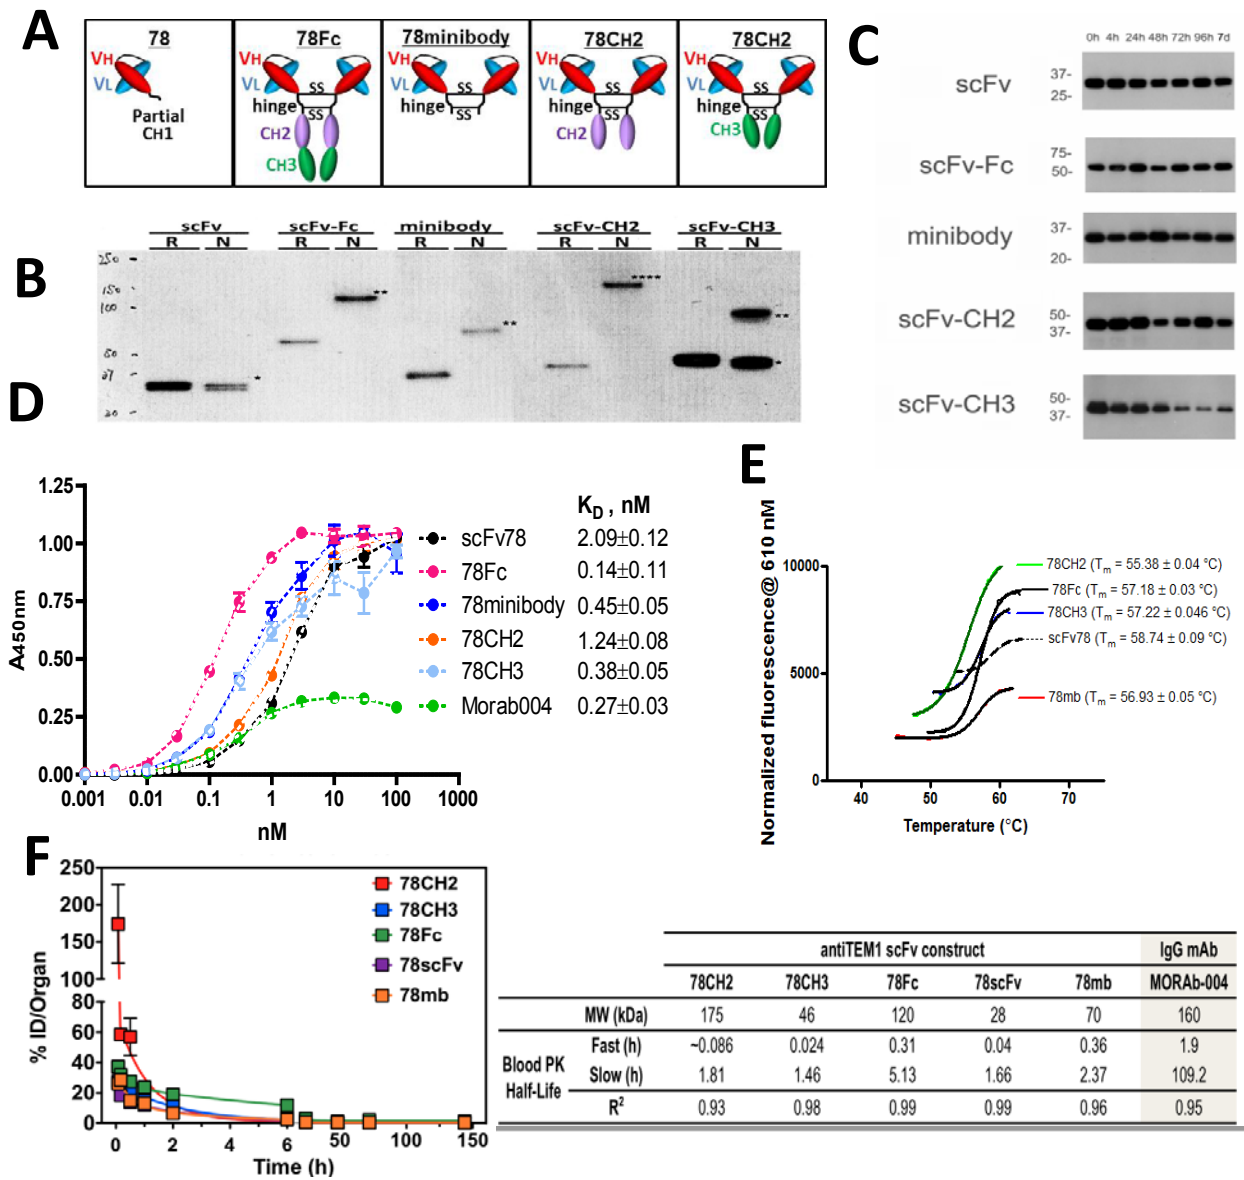 A
78
78Fc
78minibody
78CH2
78CH2
VH
VL
Partial
CH1
VH
VL
SS
hinge
SS
CH2
CH3
VH
VL
SS
hinge
SS
VH
VL
SS
hinge
SS
CH2
VH
VL
SS
hinge
SS
CH3
B
scFv
scFv-Fc
minibody
scFv-CH2
scFv-CH3
R N R N R N R N R N
250
150
100
50
37
20
*
**
**
****
**
*
C
0h 4h 24h 48h 72h 96h 7d
scFv
37-
25-
scFv-Fc
75-
50-
minibody
37-
20-
scFv-CH2
50-
37-
scFv-CH3
50-
37-
D
1.25
1.00
0.75
0.50
0.25
0.00
A450nm
0.001 0.01 0.1 1 10 100 1000
nM
KD , nM
scFv78 2.09±0.12
78Fc 0.14±0.11
78minibody 0.45±0.05
78CH2 1.24±0.08
78CH3 0.38±0.05
Morab004 0.27±0.03
E
Normalized fluorescence@ 610 nM
10000
5000
0
40 50 60 70
Temperature (°C)
78CH2 (Tm = 55.38 ± 0.04 °C)
78Fc (Tm = 57.18 ± 0.03 °C)
78CH3 (Tm = 57.22 ± 0.046 °C)
scFv78 (Tm = 58.74 ± 0.09 °C)
78mb (Tm = 56.93 ± 0.05 °C)
F
% ID/Organ
250
200
150
100
80
60
40
20
0
0 2 4 6 50 100 150
Time (h)
78CH2
78CH3
78Fc
78scFv
78mb
antiTEM1 scFv construct IgG mAb
78CH2 78CH3 78Fc 78scFv 78mb MORAb-004
MW (kDa) 175 46 120 28 70 160
Blood PK
Half-Life
Fast (h) ~0.086 0.024 0.31 0.04 0.36 1.9
Slow (h) 1.81 1.46 5.13 1.66 2.37 109.2
R2 0.93 0.98 0.99 0.99 0.96 0.95